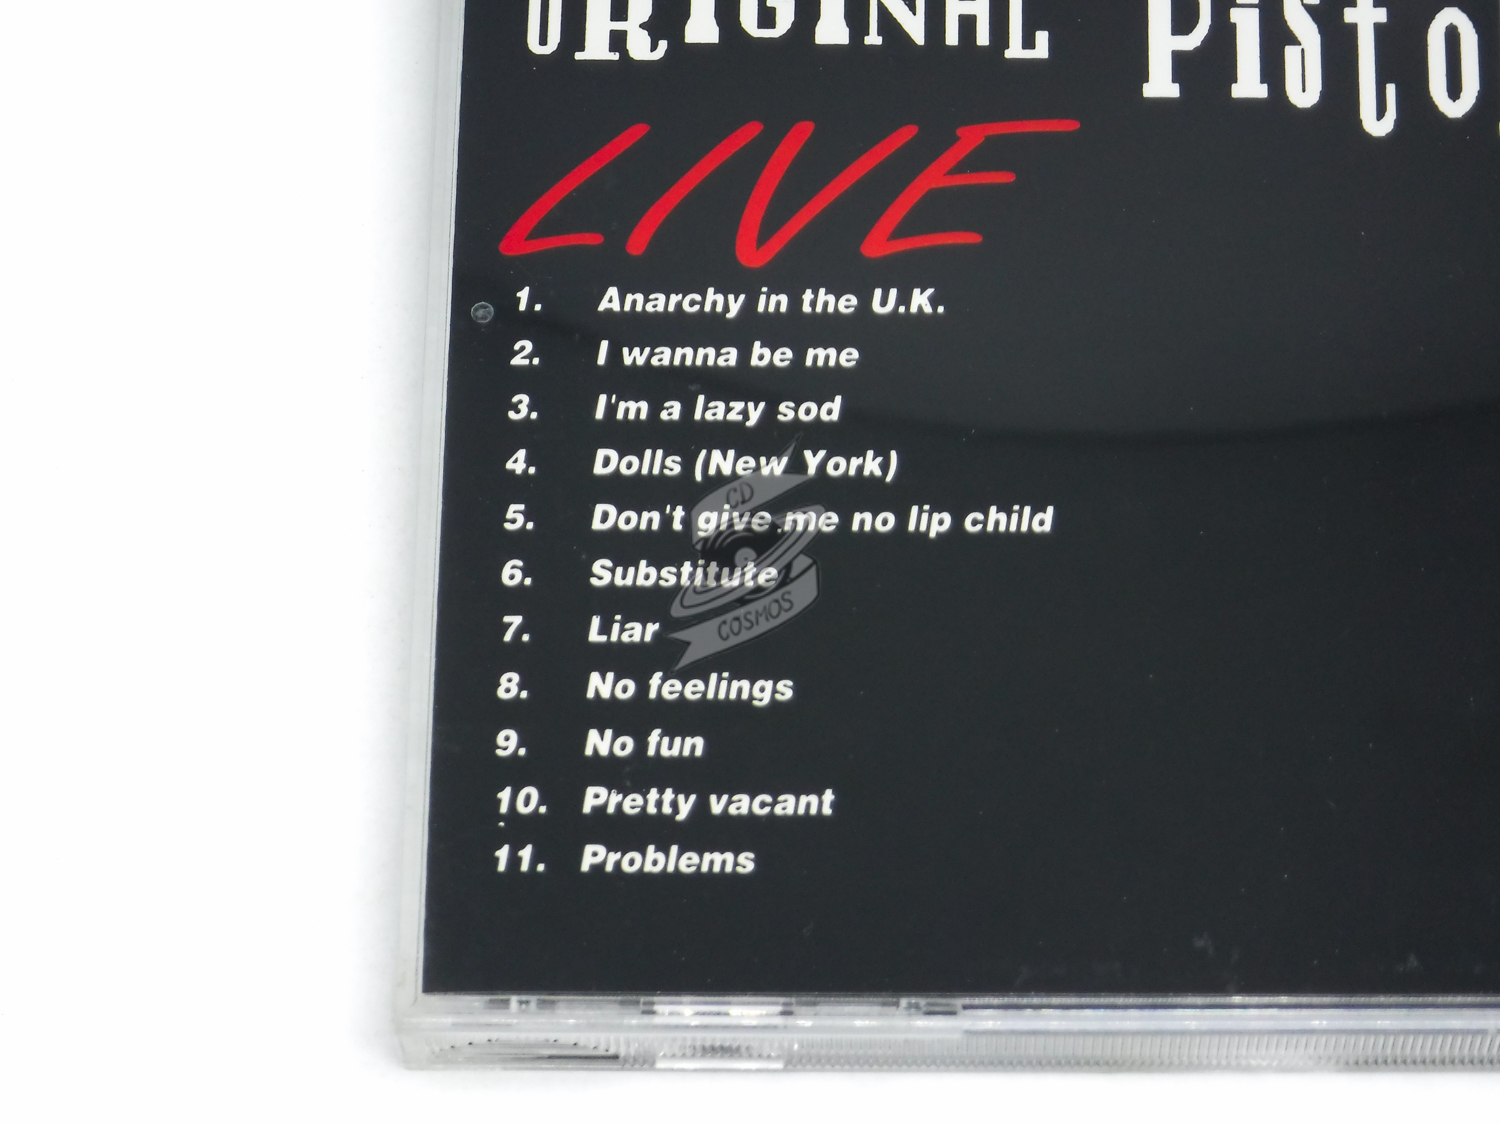 ORIGINAL PiSto
LIVE
1. Anarchy in the U.K.
2. I wanna be me
3. I'm a lazy sod
4. Dolls (New York)
5. Don't give me no lip child
6. Substitute
7. Liar
8. No feelings
9. No fun
10. Pretty vacant
11. Problems
CD
COSMOS